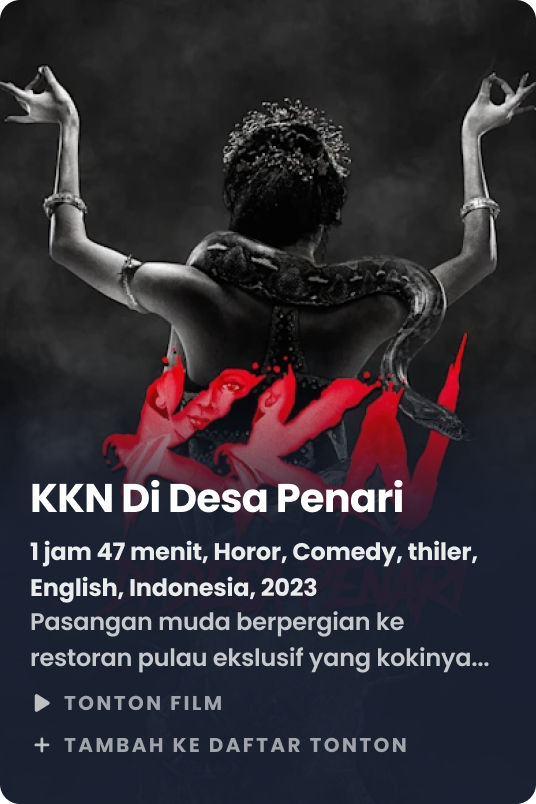 KKN
KKN Di Desa Penari
1 jam 47 menit, Horor, Comedy, thiler,
English, Indonesia, 2023
Pasangan muda berpergian ke
restoran pulau ekslusif yang kokinya...
TONTON FILM
TAMBAH KE DAFTAR TONTON